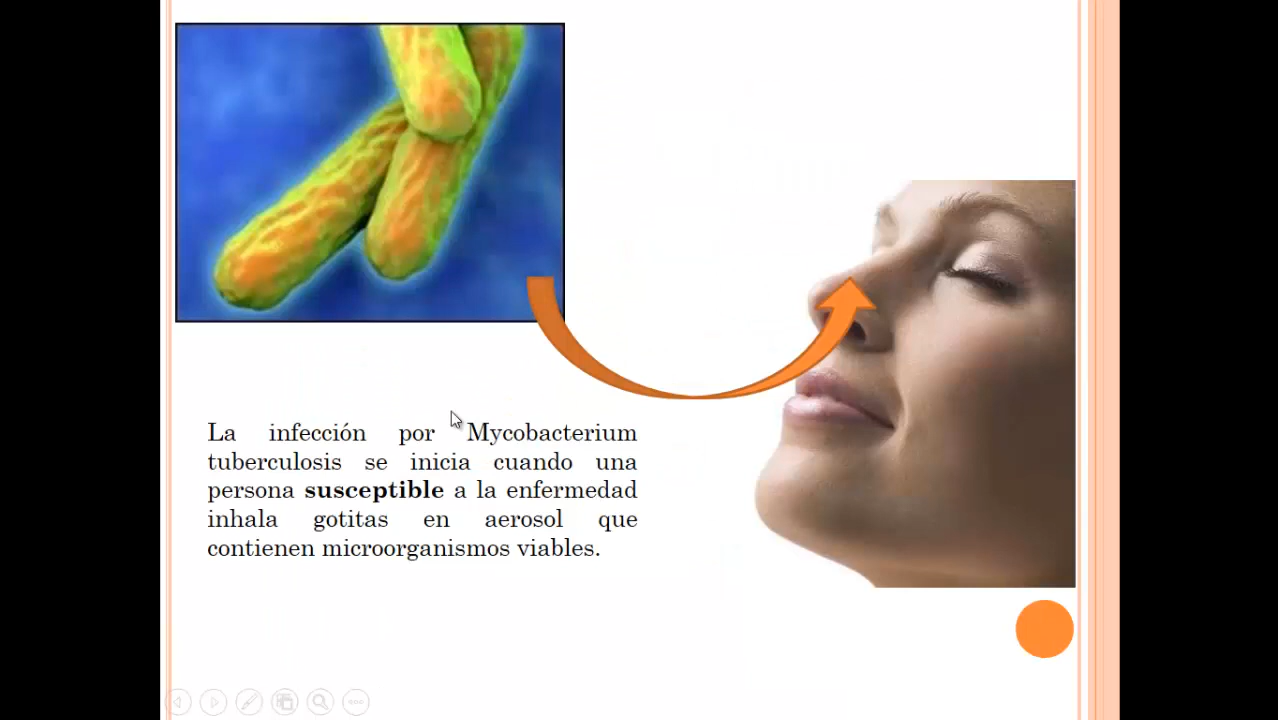 La infección por Mycobacterium
tuberculosis se inicia cuando una
persona susceptible a la enfermedad
inhala gotitas en aerosol que
contienen microorganismos viables.